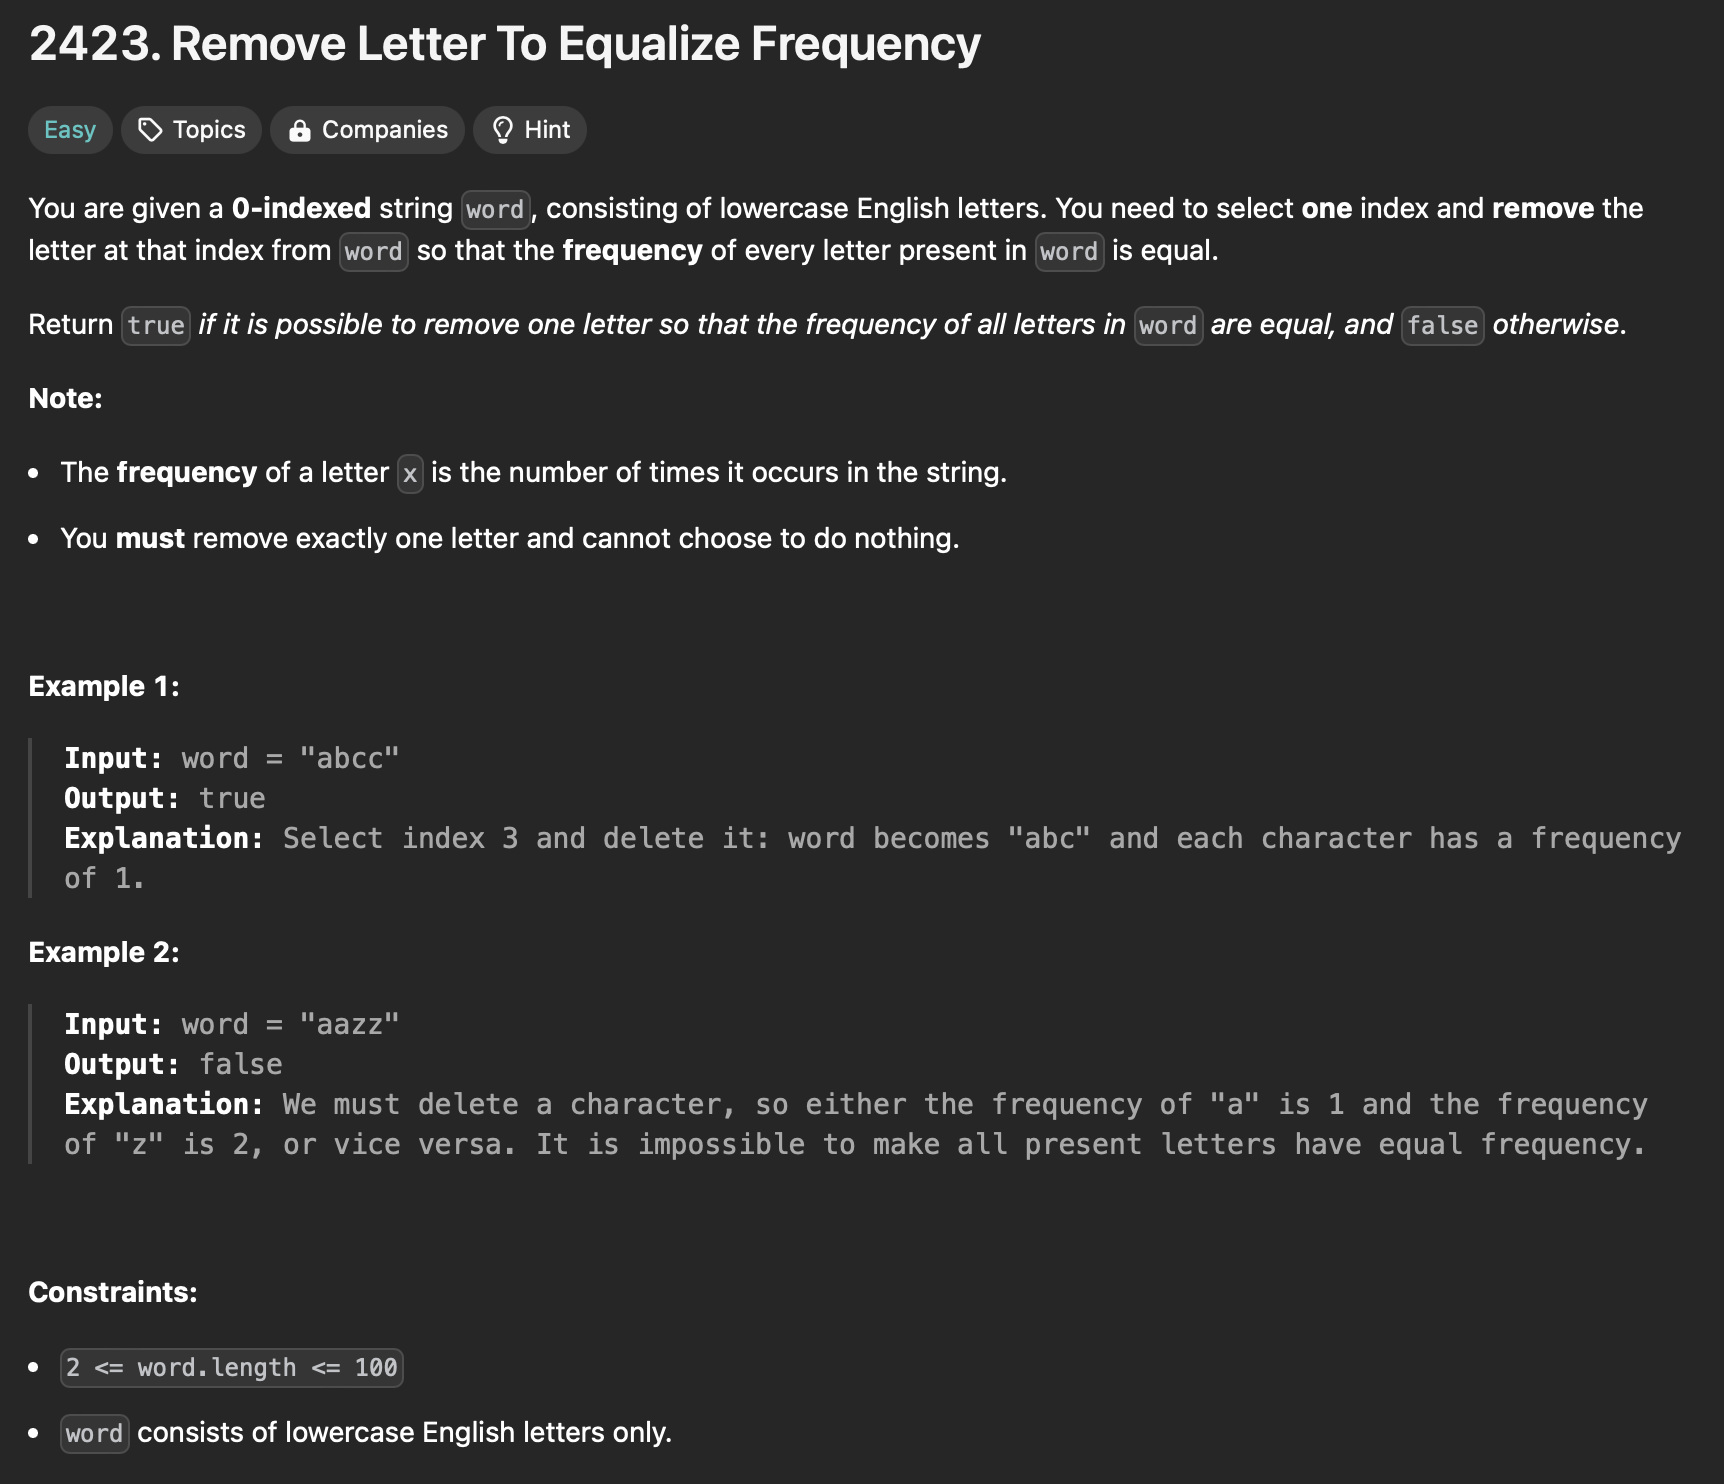 2423. Remove Letter To Equalize Frequency
Easy Topics Companies Hint
You are given a 0-indexed string word, consisting of lowercase English letters. You need to select one index and remove the
letter at that index from word so that the frequency of every letter present in word is equal.
Return true if it is possible to remove one letter so that the frequency of all letters in word are equal, and false otherwise.
Note:
• The frequency of a letter x is the number of times it occurs in the string.
• You must remove exactly one letter and cannot choose to do nothing.
Example 1:
Input: word = "abcc"
Output: true
Explanation: Select index 3 and delete it: word becomes "abc" and each character has a frequency
of 1.
Example 2:
Input: word = "aazz"
Output: false
Explanation: We must delete a character, so either the frequency of "a" is 1 and the frequency
of "z" is 2, or vice versa. It is impossible to make all present letters have equal frequency.
Constraints:
• 2 <= word.length <= 100
• word consists of lowercase English letters only.